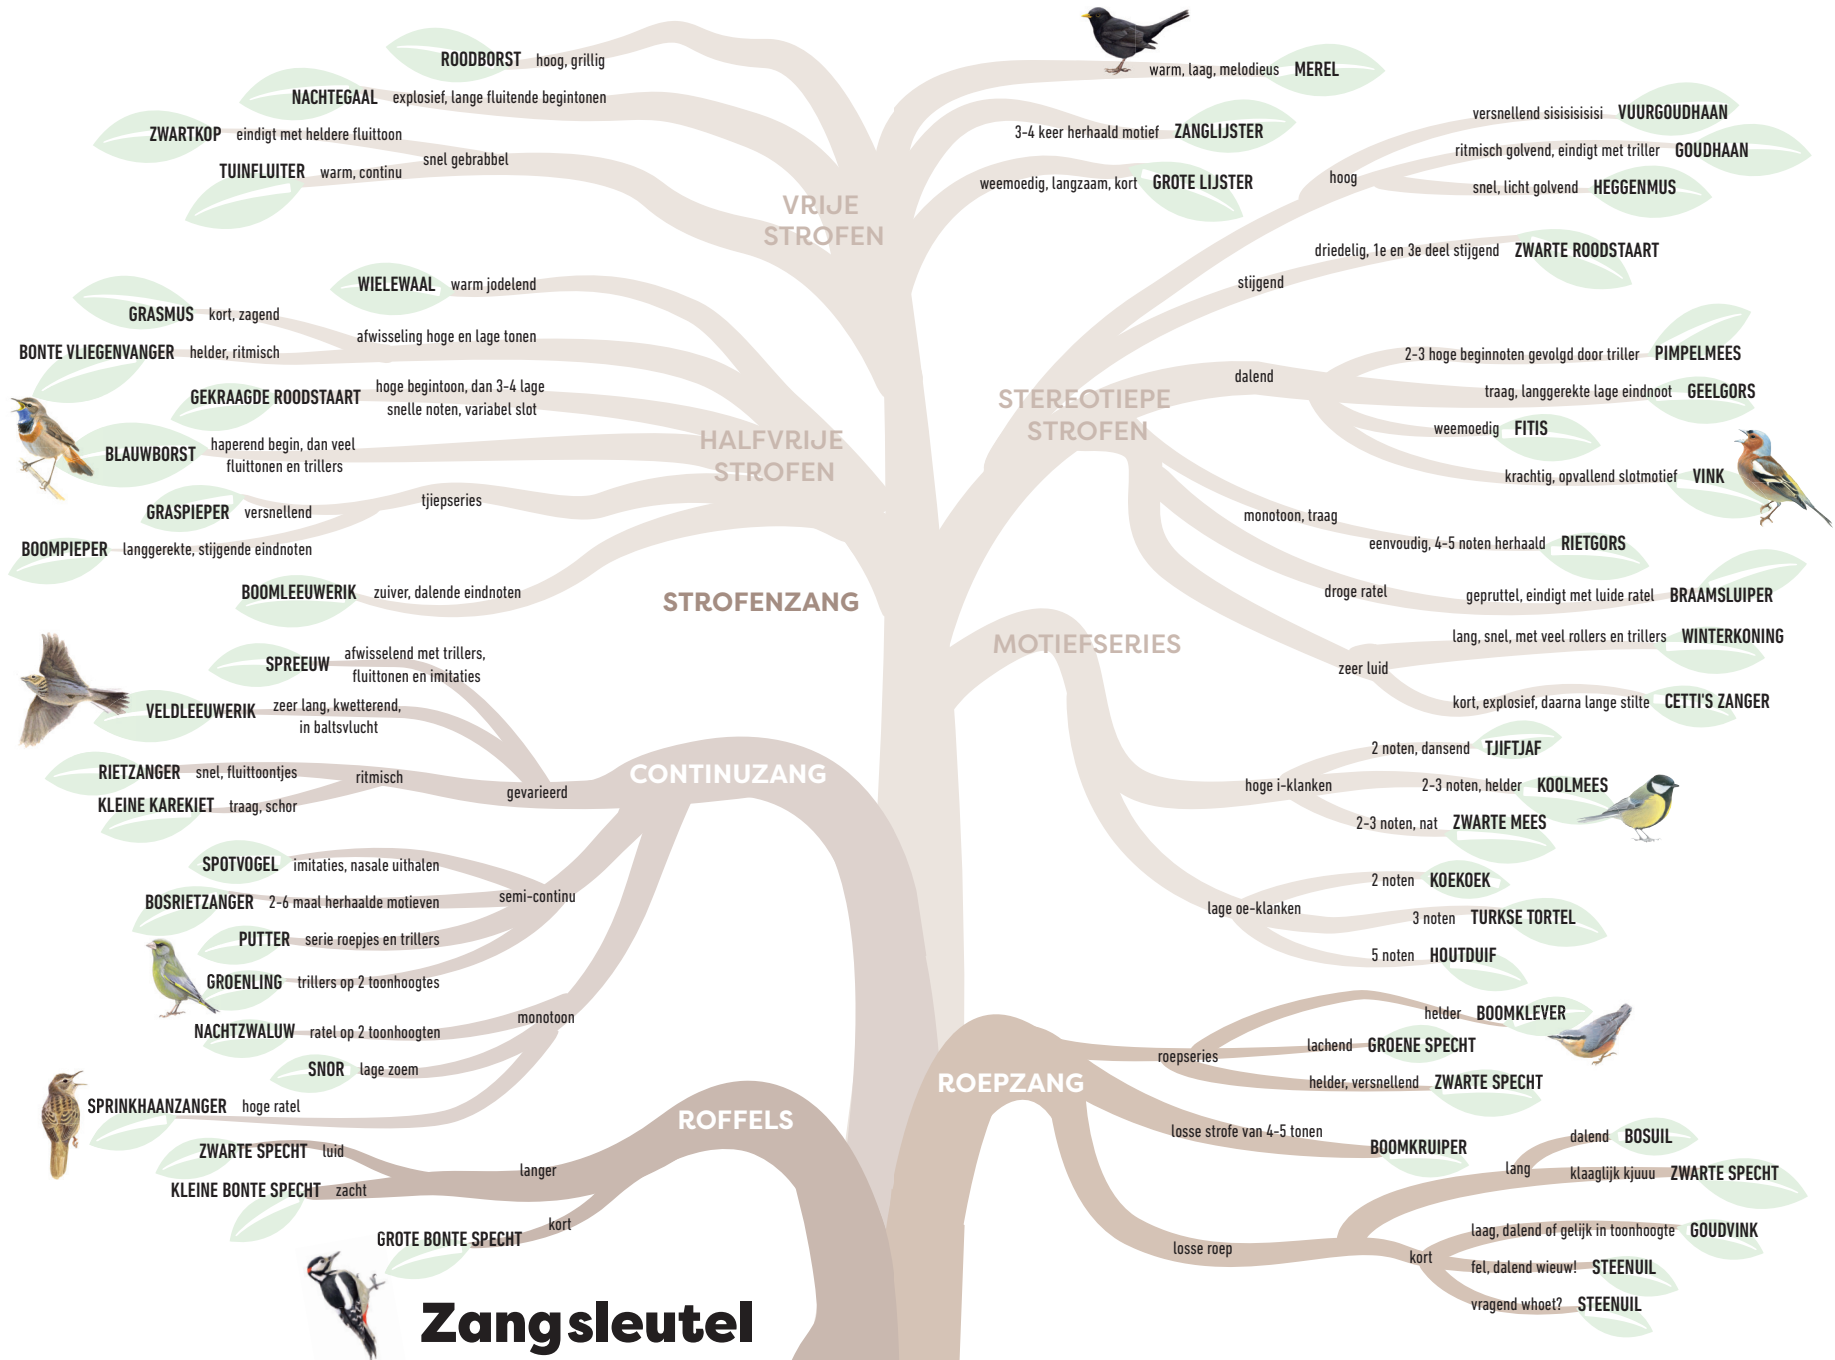 ROODBORST hoog, grillig
NACHTEGAAL explosief, lange fluitende begintonen
ZWARTKOP eindigt met heldere fluittoon
snel gebrabbel
TUINFLUITER warm, continu
VRIJE
STROFEN
warm, laag, melodieus MEREL
3-4 keer herhaald motief ZANGLIJSTER
weemoedig, langzaam, kort GROTE LIJSTER
WIELEWAAL warm jodelend
GRASMUS kort, zagend
afwisseling hoge en lage tonen
BONTE VLIEGENVANGER helder, ritmisch
GEKRAAGDE ROODSTAART hoge begintoon, dan 3-4 lage
snelle noten, variabel slot
BLAUWBORST haperend begin, dan veel
fluittonen en trillers
HALFVRIJE
STROFEN
tjiepseries
GRASPIEPER versnellend
BOOMPIEPER langgerekte, stijgende eindnoten
BOOMLEEUWERIK zuiver, dalende eindnoten
STROFENZANG
versnellend sisisisisisi VUURGOUDHAAN
ritmisch golvend, eindigt met triller GOUDHAAN
hoog
snel, licht golvend HEGGENMUS
driedelig, 1e en 3e deel stijgend ZWARTE ROODSTAART
stijgend
2-3 hoge beginnoten gevolgd door triller PIMPELMEES
dalend
traag, langgerekte lage eindnoot GEELGORS
STEREOTIEPE
STROFEN
weemoedig FITIS
krachtig, opvallend slotmotief VINK
monotoon, traag
eenvoudig, 4-5 noten herhaald RIETGORS
droge ratel
gepruttel, eindigt met luide ratel BRAAMSLUIPER
lang, snel, met veel rollers en trillers WINTERKONING
zeer luid
kort, explosief, daarna lange stilte CETTI'S ZANGER
MOTIEFSERIES
2 noten, dansend TJIFTJAF
hoge i-klanken
2-3 noten, helder KOOLMEES
2-3 noten, nat ZWARTE MEES
2 noten KOEKOEK
lage oe-klanken
3 noten TURKSE TORTEL
5 noten HOUTDUIF
SPREEUW afwisselend met trillers,
fluittonen en imitaties
VELDLEEUWERIK zeer lang, kwetterend,
in baltsvlucht
RIETZANGER snel, fluittoontjes
ritmisch
KLEINE KAREKIET traag, schor
gevarieerd
CONTINUZANG
SPOTVOGEL imitaties, nasale uithalen
BOSRIETZANGER 2-6 maal herhaalde motieven
semi-continu
PUTTER serie roepjes en trillers
GROENLING trillers op 2 toonhoogtes
monotoon
NACHTZWALUW ratel op 2 toonhoogten
SNOR lage zoem
SPRINKHAANZANGER hoge ratel
ROFFELS
ZWARTE SPECHT luid
langer
KLEINE BONTE SPECHT zacht
kort
GROTE BONTE SPECHT
ROEPZANG
helder BOOMKLEVER
roepseries
lachend GROENE SPECHT
helder, versnellend ZWARTE SPECHT
losse strofe van 4-5 tonen
BOOMKRUIPER
dalend BOSUIL
lang
klaaglijk kjuuu ZWARTE SPECHT
losse roep
laag, dalend of gelijk in toonhoogte GOUDVINK
kort
fel, dalend wieuw! STEENUIL
vragend whoet? STEENUIL
Zangsleutel